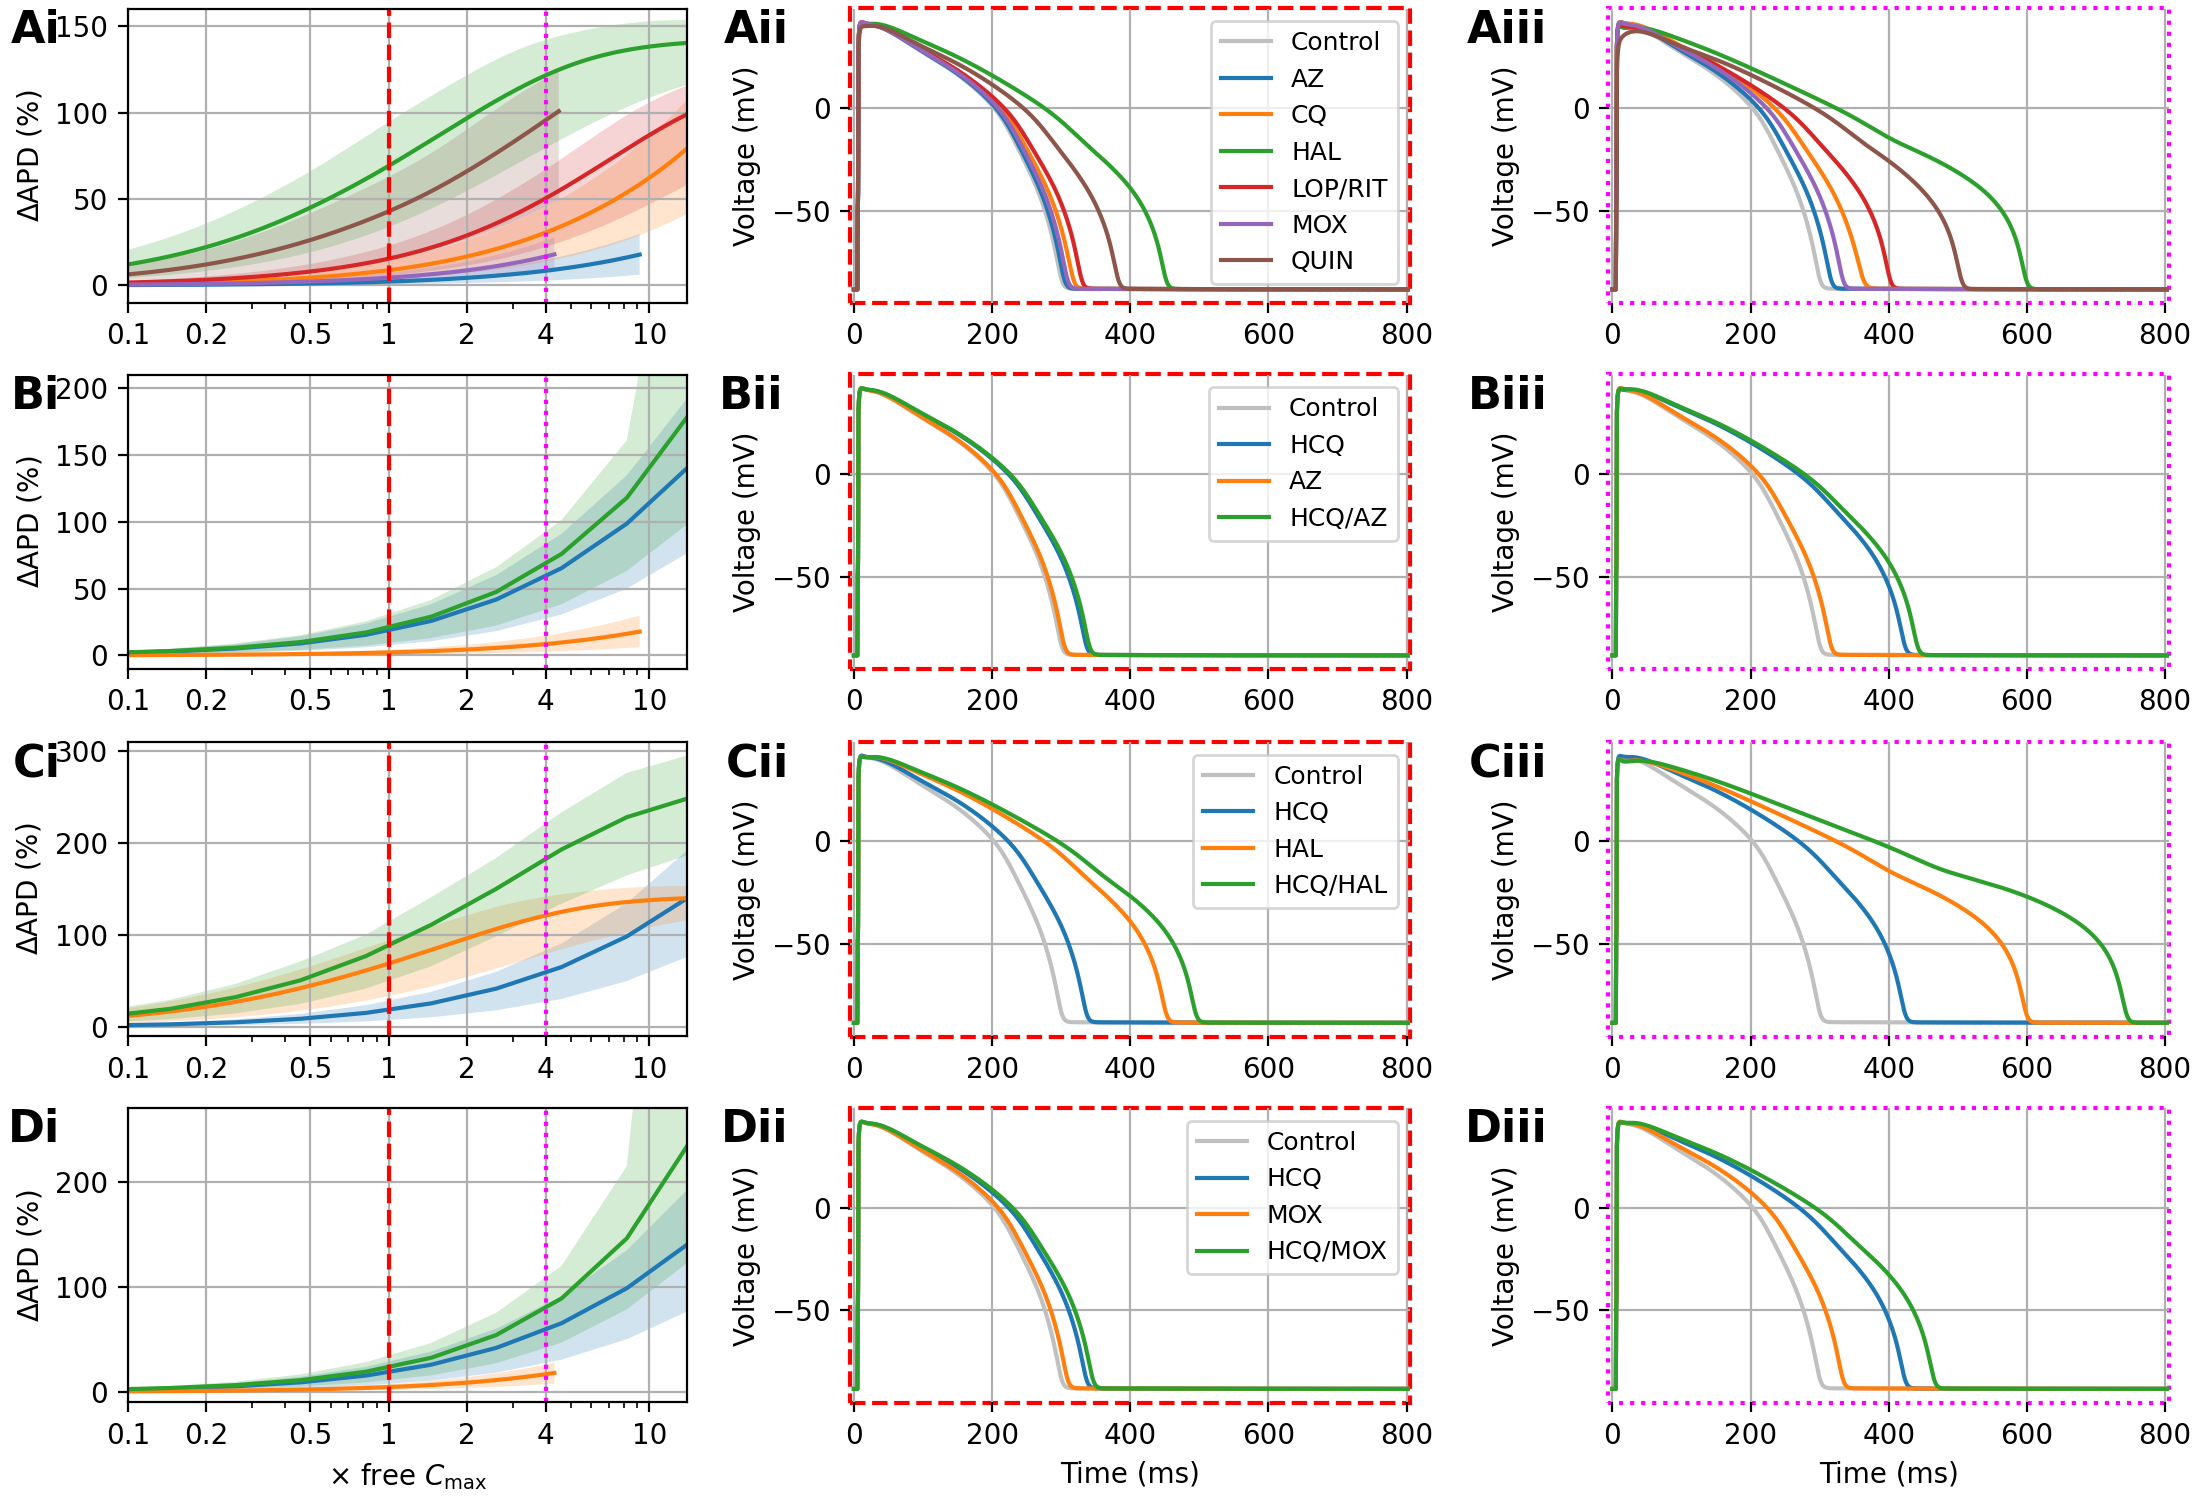 Ai
150
100
50
0
ΔAPD (%)
0.1 0.2 0.5 1 2 4 10
Aii
0
−50
Voltage (mV)
0 200 400 600 800
Control
AZ
CQ
HAL
LOP/RIT
MOX
QUIN
Aiii
0
−50
Voltage (mV)
0 200 400 600 800
Bi
200
150
100
50
0
ΔAPD (%)
0.1 0.2 0.5 1 2 4 10
Bii
0
−50
Voltage (mV)
0 200 400 600 800
Control
HCQ
AZ
HCQ/AZ
Biii
0
−50
Voltage (mV)
0 200 400 600 800
Ci
300
200
100
0
ΔAPD (%)
0.1 0.2 0.5 1 2 4 10
Cii
0
−50
Voltage (mV)
0 200 400 600 800
Control
HCQ
HAL
HCQ/HAL
Ciii
0
−50
Voltage (mV)
0 200 400 600 800
Di
200
100
0
ΔAPD (%)
0.1 0.2 0.5 1 2 4 10
× free Cmax
Dii
0
−50
Voltage (mV)
0 200 400 600 800
Time (ms)
Control
HCQ
MOX
HCQ/MOX
Diii
0
−50
Voltage (mV)
0 200 400 600 800
Time (ms)